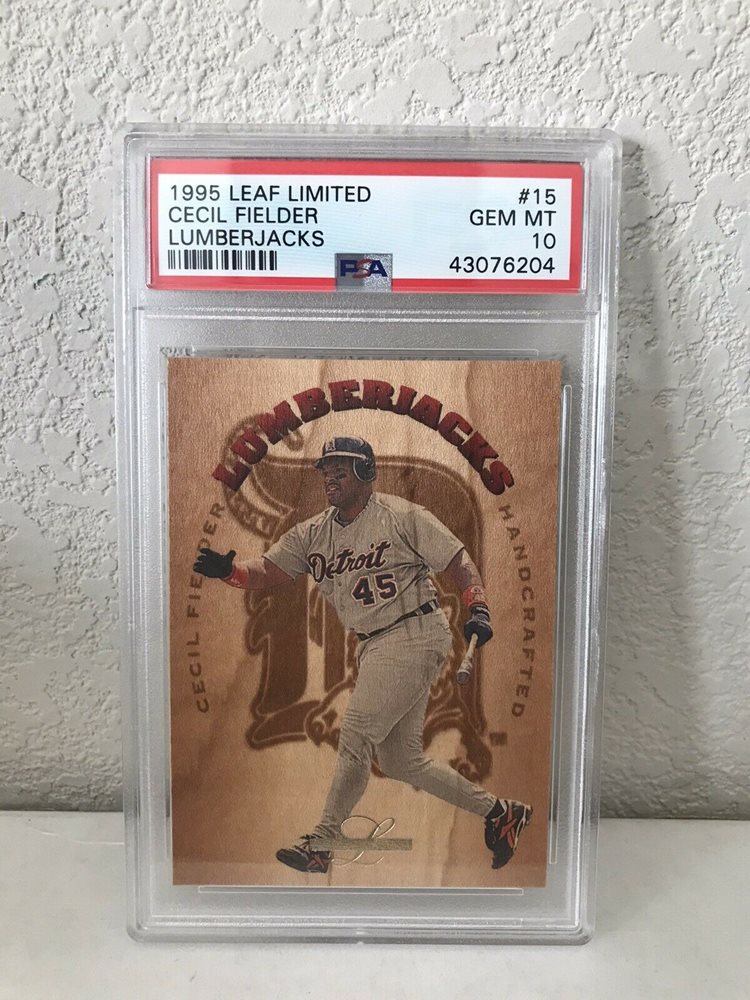 1995 LEAF LIMITED #15
CECIL FIELDER GEM MT
LUMBERJACKS 10
PSA 43076204
LUMBERJACKS
CECIL FIELDER
HANDCRAFTED
Detroit
45
L